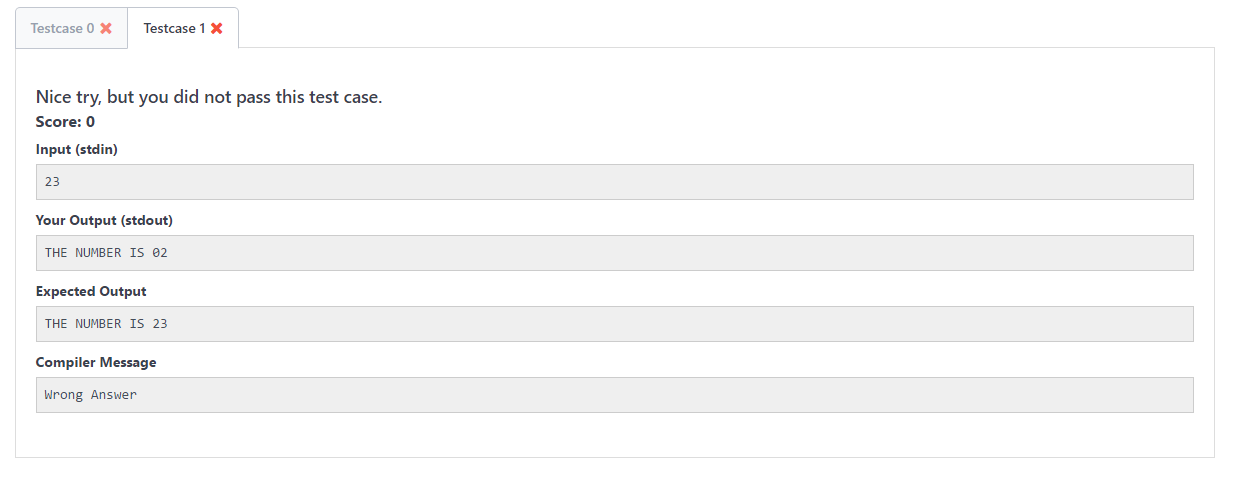 Testcase 0 Testcase 1
Nice try, but you did not pass this test case.
Score: 0
Input (stdin)
23
Your Output (stdout)
THE NUMBER IS 02
Expected Output
THE NUMBER IS 23
Compiler Message
Wrong Answer